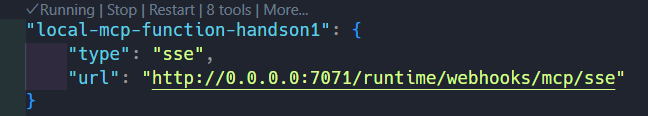 ✓Running | Stop | Restart | 8 tools | More...
"local-mcp-function-handson1": {
"type": "sse",
"url": "http://0.0.0.0:7071/runtime/webhooks/mcp/sse"
}